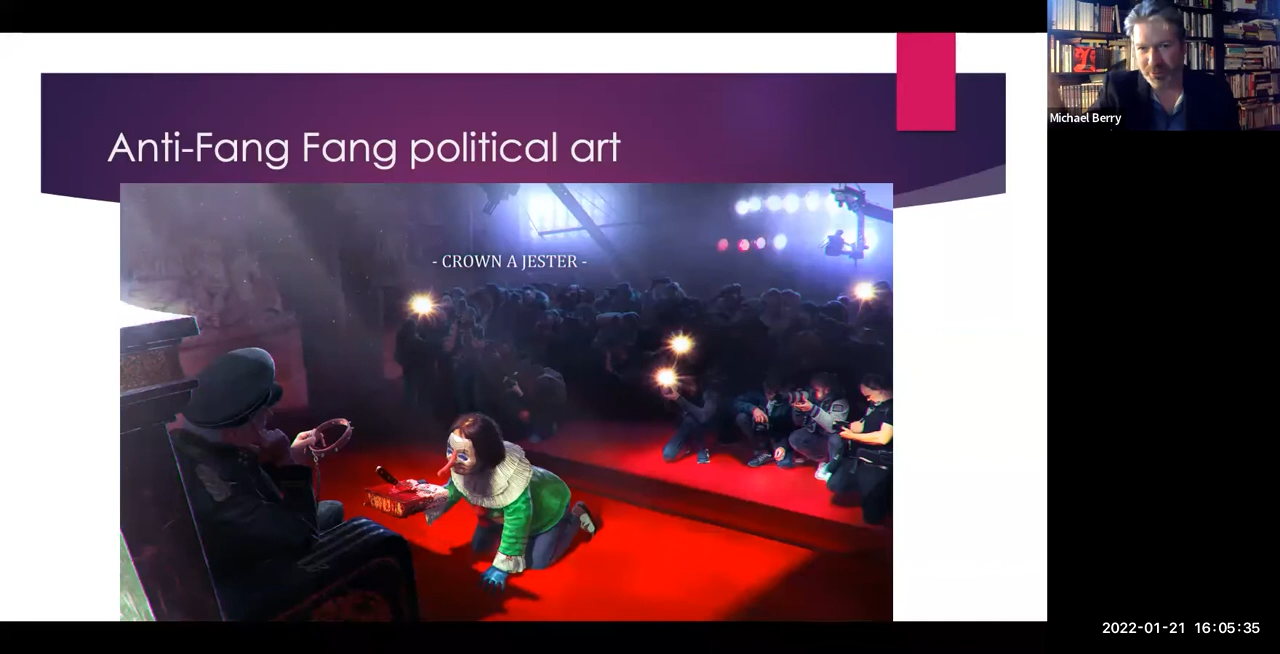 Anti-Fang Fang political art
- CROWN A JESTER -
Michael Berry
2022-01-21 16:05:35